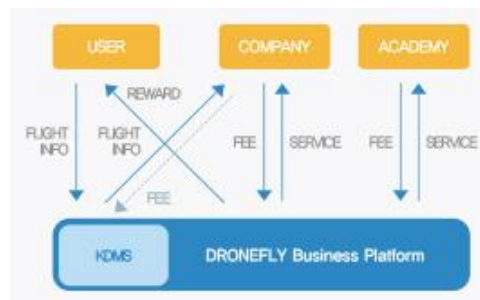 USER
COMPANY
ACADEMY
REWARD
FLIGHT
INFO
FLIGHT
INFO
FEE
SERVICE
FEE
SERVICE
FEE
KDMS
DRONEFLY Business Platform